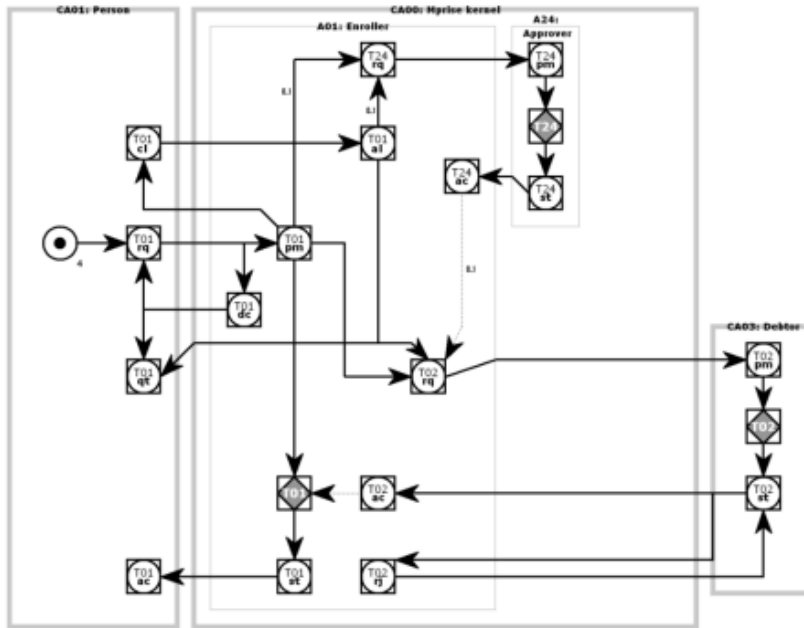 CA01: Person
CA00: Hprise kernel
A01: Enroller
A24:
Approver
T24
rq
T24
pm
[1..]
T24
T01
cl
T01
al
T24
ac
T24
st
T01
rq
T01
pm
4
T01
dc
CA03: Debtor
T02
pm
T01
qt
T02
rq
T02
T01
T02
ac
T02
st
T01
ac
T01
st
T02
rj